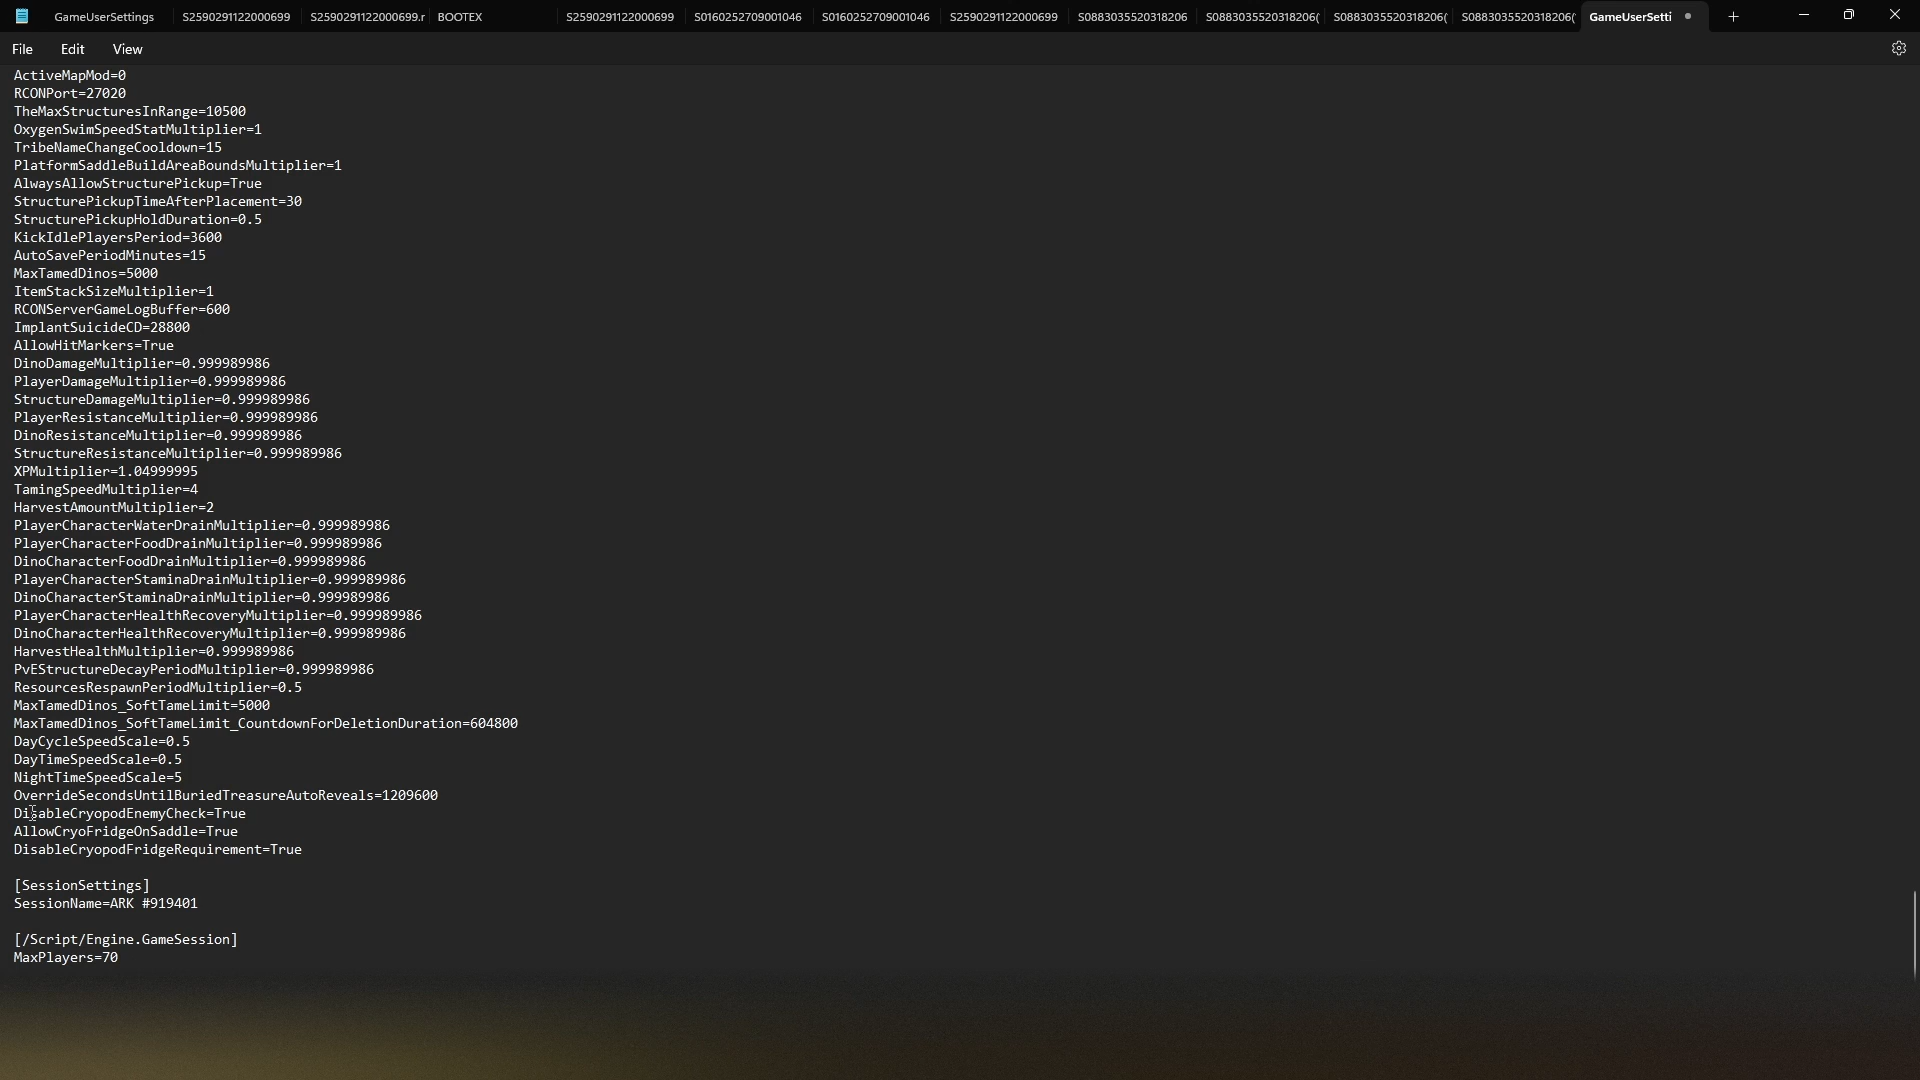 GameUserSettings
S2590291122000699
S2590291122000699.r
BOOTEX
S2590291122000699
S0160252709001046
S0160252709001046
S2590291122000699
S0883035520318206
S0883035520318206(
S0883035520318206(
S0883035520318206(
GameUserSetti
File Edit View
ActiveMapMod=0
RCONPort=27020
TheMaxStructuresInRange=10500
OxygenSwimSpeedStatMultiplier=1
TribeNameChangeCooldown=15
PlatformSaddleBuildAreaBoundsMultiplier=1
AlwaysAllowStructurePickup=True
StructurePickupTimeAfterPlacement=30
StructurePickupHoldDuration=0.5
KickIdlePlayersPeriod=3600
AutoSavePeriodMinutes=15
MaxTamedDinos=5000
ItemStackSizeMultiplier=1
RCONServerGameLogBuffer=600
ImplantSuicideCD=28800
AllowHitMarkers=True
DinoDamageMultiplier=0.999989986
PlayerDamageMultiplier=0.999989986
StructureDamageMultiplier=0.999989986
PlayerResistanceMultiplier=0.999989986
DinoResistanceMultiplier=0.999989986
StructureResistanceMultiplier=0.999989986
XPMultiplier=1.04999995
TamingSpeedMultiplier=4
HarvestAmountMultiplier=2
PlayerCharacterWaterDrainMultiplier=0.999989986
PlayerCharacterFoodDrainMultiplier=0.999989986
DinoCharacterFoodDrainMultiplier=0.999989986
PlayerCharacterStaminaDrainMultiplier=0.999989986
DinoCharacterStaminaDrainMultiplier=0.999989986
PlayerCharacterHealthRecoveryMultiplier=0.999989986
DinoCharacterHealthRecoveryMultiplier=0.999989986
HarvestHealthMultiplier=0.999989986
PvEStructureDecayPeriodMultiplier=0.999989986
ResourcesRespawnPeriodMultiplier=0.5
MaxTamedDinos_SoftTameLimit=5000
MaxTamedDinos_SoftTameLimit_CountdownForDeletionDuration=604800
DayCycleSpeedScale=0.5
DayTimeSpeedScale=0.5
NightTimeSpeedScale=5
OverrideSecondsUntilBuriedTreasureAutoReveals=1209600
DisableCryopodEnemyCheck=True
AllowCryoFridgeOnSaddle=True
DisableCryopodFridgeRequirement=True
[SessionSettings]
SessionName=ARK #919401
[/Script/Engine.GameSession]
MaxPlayers=70